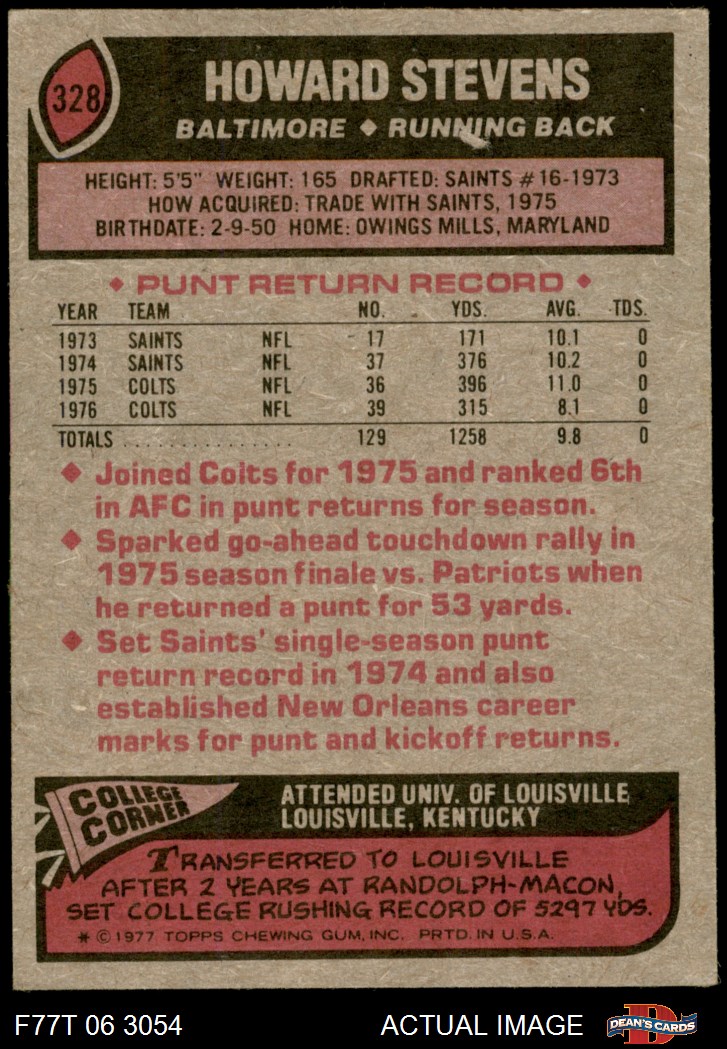 328
HOWARD STEVENS
BALTIMORE ◆ RUNNING BACK
HEIGHT: 5'5" WEIGHT: 165 DRAFTED: SAINTS #16-1973
HOW ACQUIRED: TRADE WITH SAINTS, 1975
BIRTHDATE: 2-9-50 HOME: OWINGS MILLS, MARYLAND
◆ PUNT RETURN RECORD ◆
YEAR TEAM NO. YDS. AVG. TDS.
1973 SAINTS NFL 17 171 10.1 0
1974 SAINTS NFL 37 376 10.2 0
1975 COLTS NFL 36 396 11.0 0
1976 COLTS NFL 39 315 8.1 0
TOTALS . . . . . . . . . . . . . . . 129 1258 9.8 0
◆ Joined Colts for 1975 and ranked 6th
in AFC in punt returns for season.
◆ Sparked go-ahead touchdown rally in
1975 season finale vs. Patriots when
he returned a punt for 53 yards.
◆ Set Saints' single-season punt
return record in 1974 and also
established New Orleans career
marks for punt and kickoff returns.
COLLEGE
CORNER
ATTENDED UNIV. OF LOUISVILLE
LOUISVILLE, KENTUCKY
TRANSFERRED TO LOUISVILLE
AFTER 2 YEARS AT RANDOLPH-MACON,
SET COLLEGE RUSHING RECORD OF 5297 YDS.
* © 1977 TOPPS CHEWING GUM, INC. PRTD. IN U.S.A.
F77T 06 3054 ACTUAL IMAGE D DEAN'S CARDS